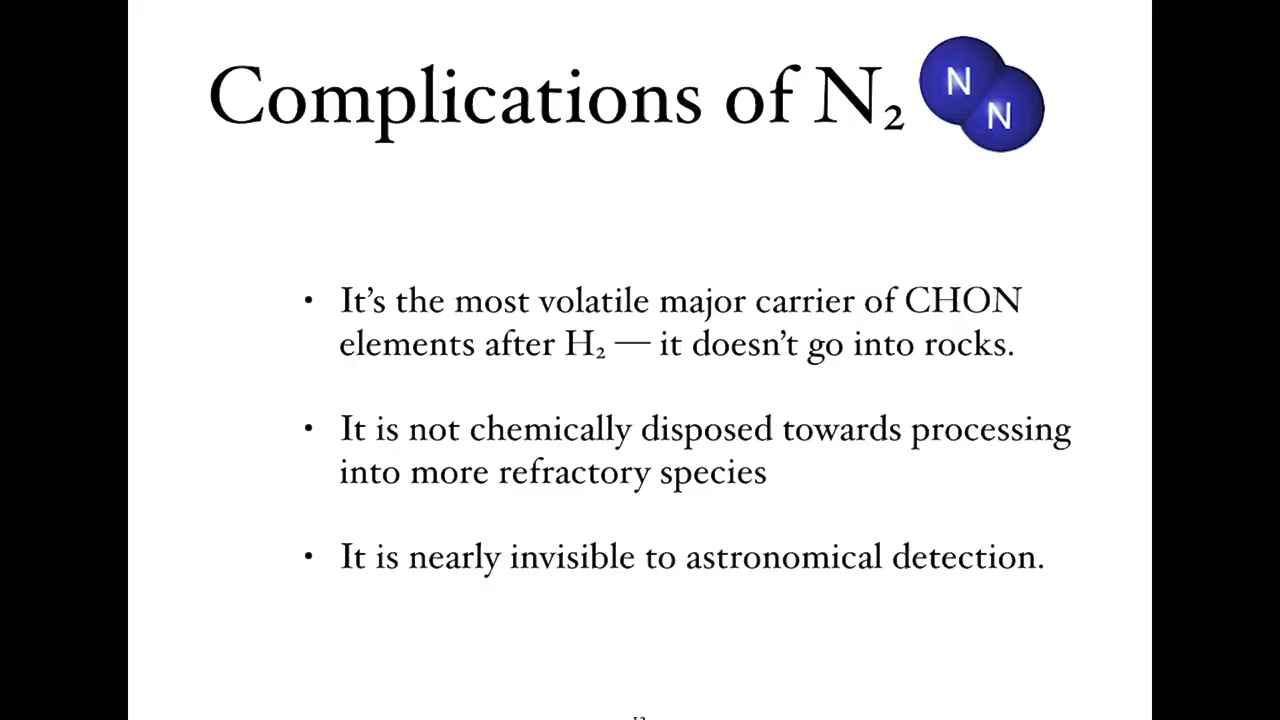 Complications of N₂
N
N
• It’s the most volatile major carrier of CHON
elements after H₂ — it doesn’t go into rocks.
• It is not chemically disposed towards processing
into more refractory species
• It is nearly invisible to astronomical detection.